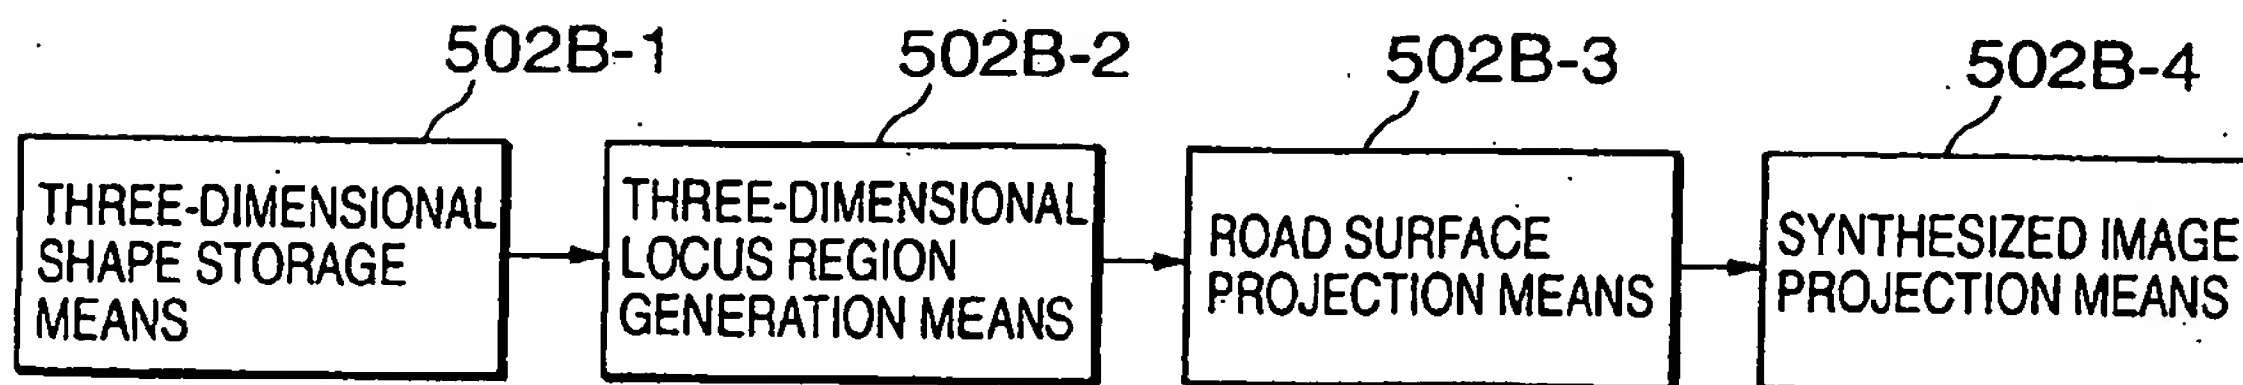 502B-1
502B-2
502B-3
502B-4
THREE-DIMENSIONAL
SHAPE STORAGE
MEANS
THREE-DIMENSIONAL
LOCUS REGION
GENERATION MEANS
ROAD SURFACE
PROJECTION MEANS
SYNTHESIZED IMAGE
PROJECTION MEANS